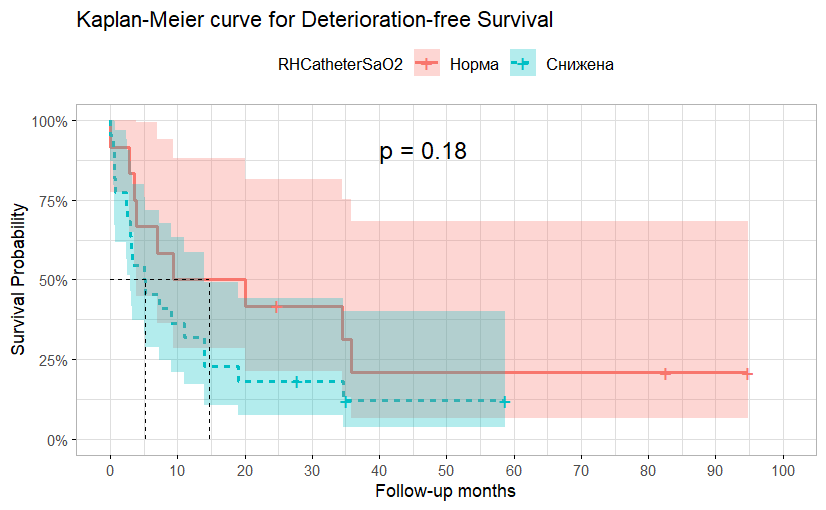 Kaplan-Meier curve for Deterioration-free Survival
RHCatheterSaO2 Норма Снижена
p = 0.18
Survival Probability
100%
75%
50%
25%
0%
0 10 20 30 40 50 60 70 80 90 100
Follow-up months